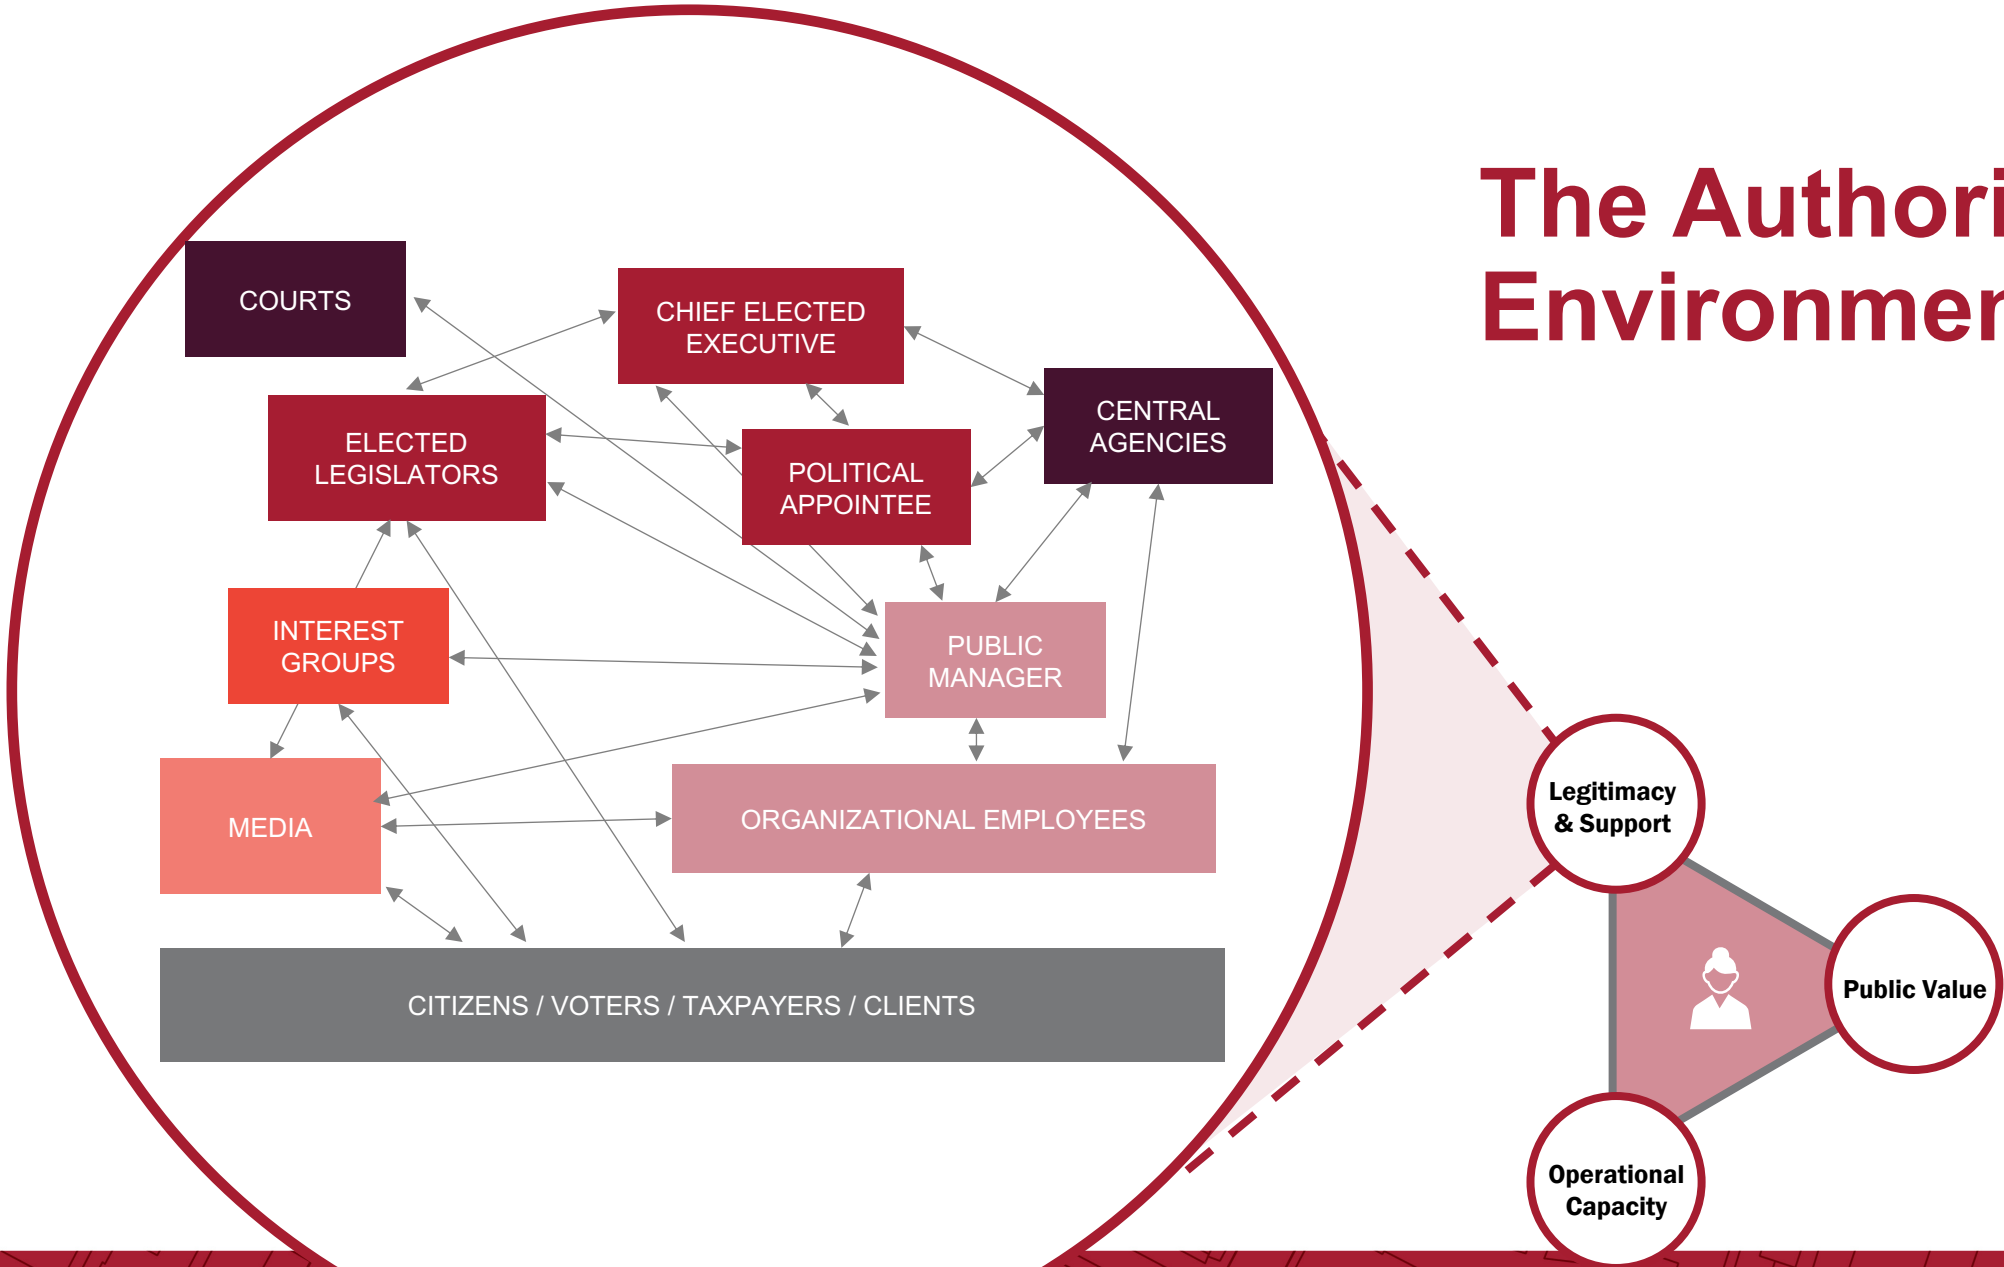 The Authori
Environmen
COURTS
CHIEF ELECTED
EXECUTIVE
CENTRAL
AGENCIES
ELECTED
LEGISLATORS
POLITICAL
APPOINTEE
INTEREST
GROUPS
PUBLIC
MANAGER
MEDIA
ORGANIZATIONAL EMPLOYEES
CITIZENS / VOTERS / TAXPAYERS / CLIENTS
Legitimacy
& Support
Public Value
Operational
Capacity